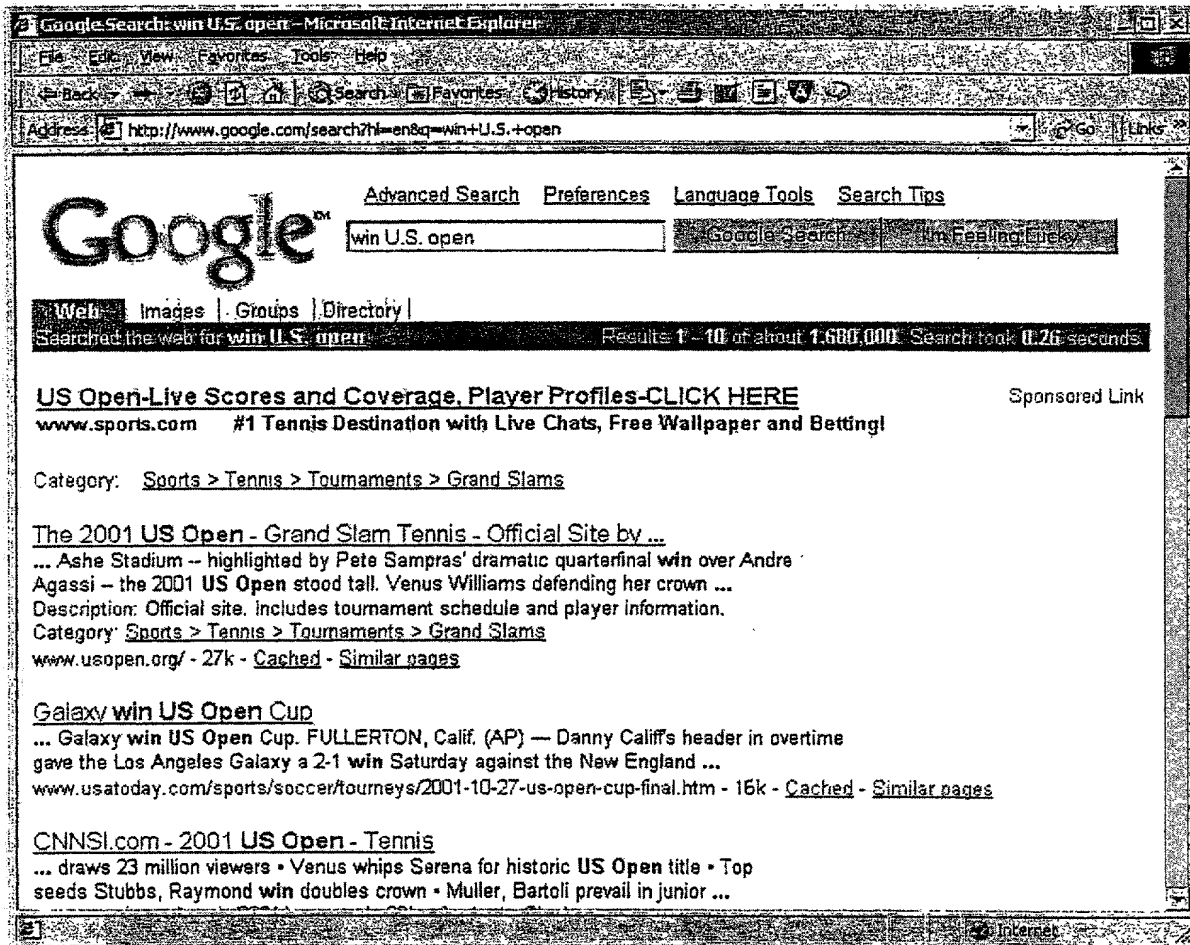 Google Search: win U.S. open - Microsoft Internet Explorer
File Edit View Favorites Tools Help
Back Search Favorites History
Address http://www.google.com/search?hl=en&q=win+U.S.+open Go Links »
Advanced Search Preferences Language Tools Search Tips
Google™
win U.S. open Google Search I'm Feeling Lucky
Web Images Groups Directory
Searched the web for win U.S. open. Results 1 - 10 of about 1,680,000. Search took 0.26 seconds.
US Open-Live Scores and Coverage, Player Profiles-CLICK HERE Sponsored Link
www.sports.com #1 Tennis Destination with Live Chats, Free Wallpaper and Betting!
Category: Sports > Tennis > Tournaments > Grand Slams
The 2001 US Open - Grand Slam Tennis - Official Site by ...
... Ashe Stadium -- highlighted by Pete Sampras' dramatic quarterfinal win over Andre
Agassi -- the 2001 US Open stood tall. Venus Williams defending her crown ...
Description: Official site. Includes tournament schedule and player information.
Category: Sports > Tennis > Tournaments > Grand Slams
www.usopen.org/ - 27k - Cached - Similar pages
Galaxy win US Open Cup
... Galaxy win US Open Cup. FULLERTON, Calif. (AP) — Danny Califf's header in overtime
gave the Los Angeles Galaxy a 2-1 win Saturday against the New England ...
www.usatoday.com/sports/soccer/tourneys/2001-10-27-us-open-cup-final.htm - 16k - Cached - Similar pages
CNNSI.com - 2001 US Open - Tennis
... draws 23 million viewers • Venus whips Serena for historic US Open title • Top
seeds Stubbs, Raymond win doubles crown • Muller, Bartoli prevail in junior ...
Internet